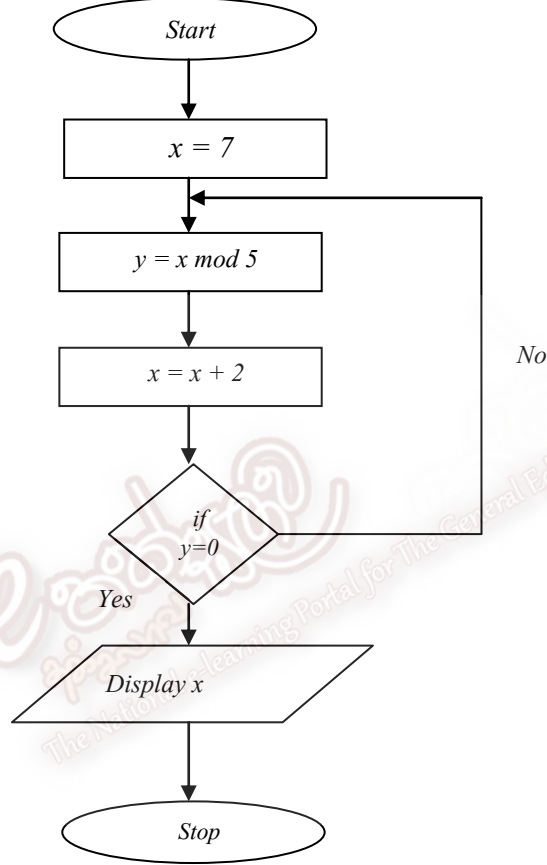 Start
x = 7
y = x mod 5
x = x + 2
No
if
y=0
Yes
Display x
Stop